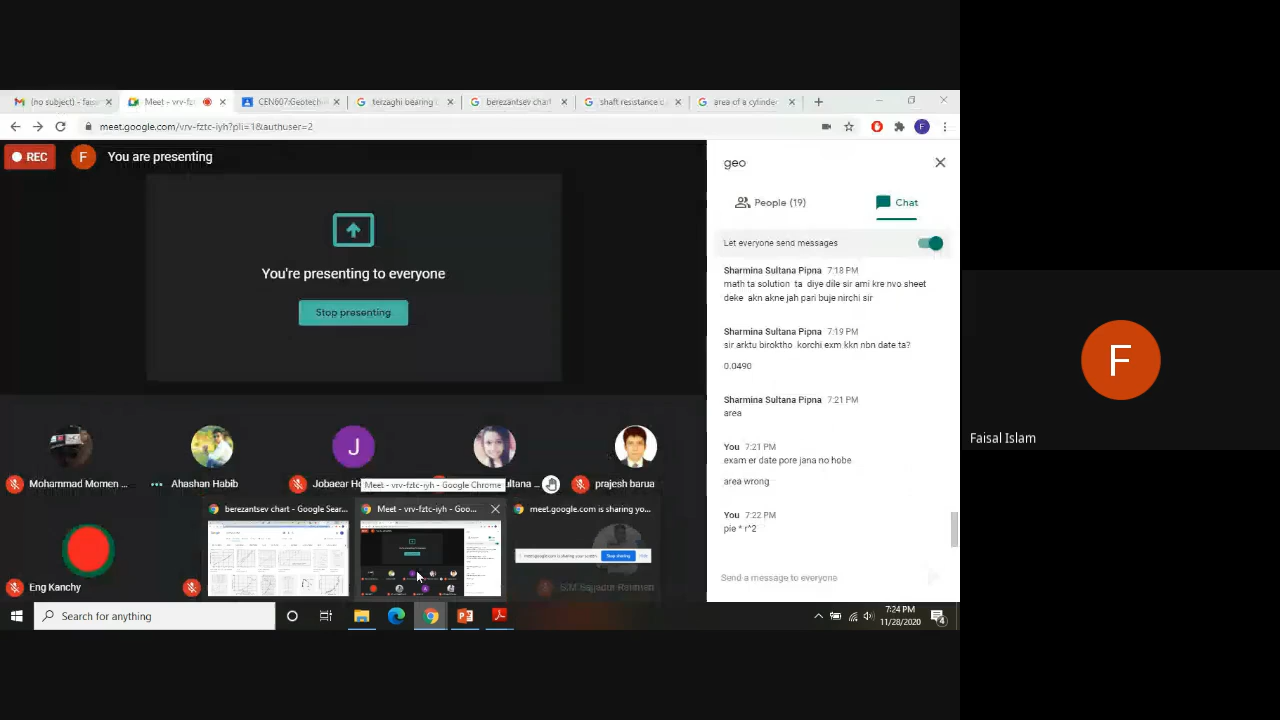 (no subject) - faisa
Meet - vrv-fz
CEN607:Geotech
terzaghi bearing
berezantsev chart
shaft resistance o
area of a cylinder
meet.google.com/vrv-fztc-iyh?pli=1&authuser=2
F
REC
F
You are presenting
You're presenting to everyone
Stop presenting
geo
People (19)
Chat
Let everyone send messages
Sharmina Sultana Pipna 7:18 PM
math ta solution ta diye dile sir ami kre nvo sheet
deke akn akne jah pari buje nirchi sir
Sharmina Sultana Pipna 7:19 PM
sir arktu biroktho korchi exm kkn nbn date ta?
0.0490
Sharmina Sultana Pipna 7:21 PM
area
You 7:21 PM
exam er date pore jana no hobe
area wrong
You 7:22 PM
pie * r^2
Send a message to everyone
J
Mohammad Momen ...
Ahashan Habib
Jobaear Ho
ultana ...
prajesh barua
Meet - vrv-fztc-iyh - Google Chrome
berezantsev chart - Google Sear...
Meet - vrv-fztc-iyh - Goo...
meet.google.com is sharing yo...
Stop sharing
Hide
Eng Kanchy
Search for anything
7:24 PM
11/28/2020
4
F
Faisal Islam